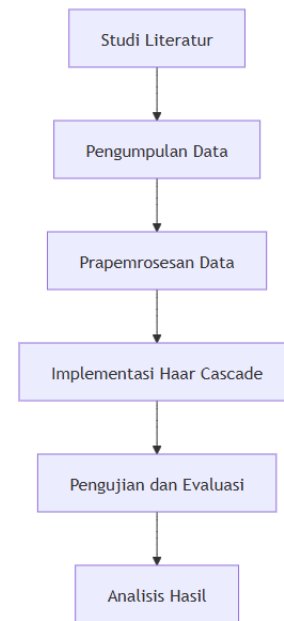 Studi Literatur
Pengumpulan Data
Prapemrosesan Data
Implementasi Haar Cascade
Pengujian dan Evaluasi
Analisis Hasil